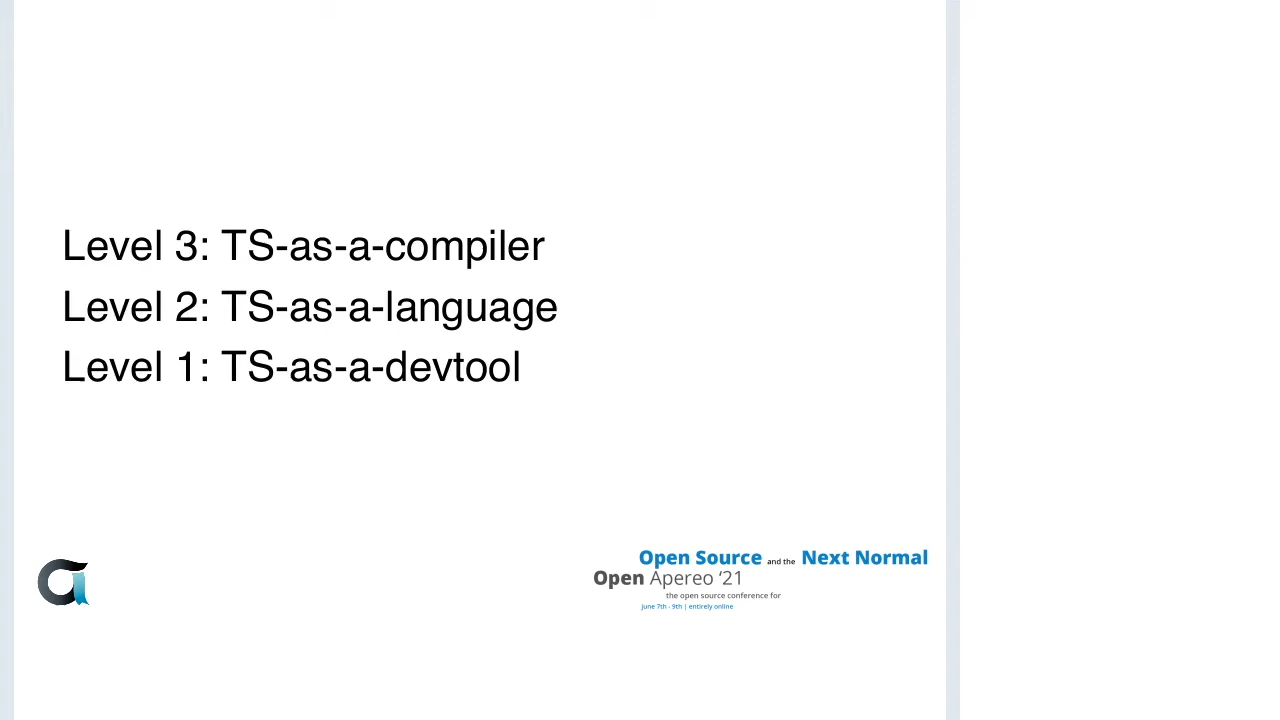 Level 3: TS-as-a-compiler
Level 2: TS-as-a-language
Level 1: TS-as-a-devtool
Open Source and the Next Normal
Open Apereo ‘21
the open source conference for
June 7th - 9th | entirely online